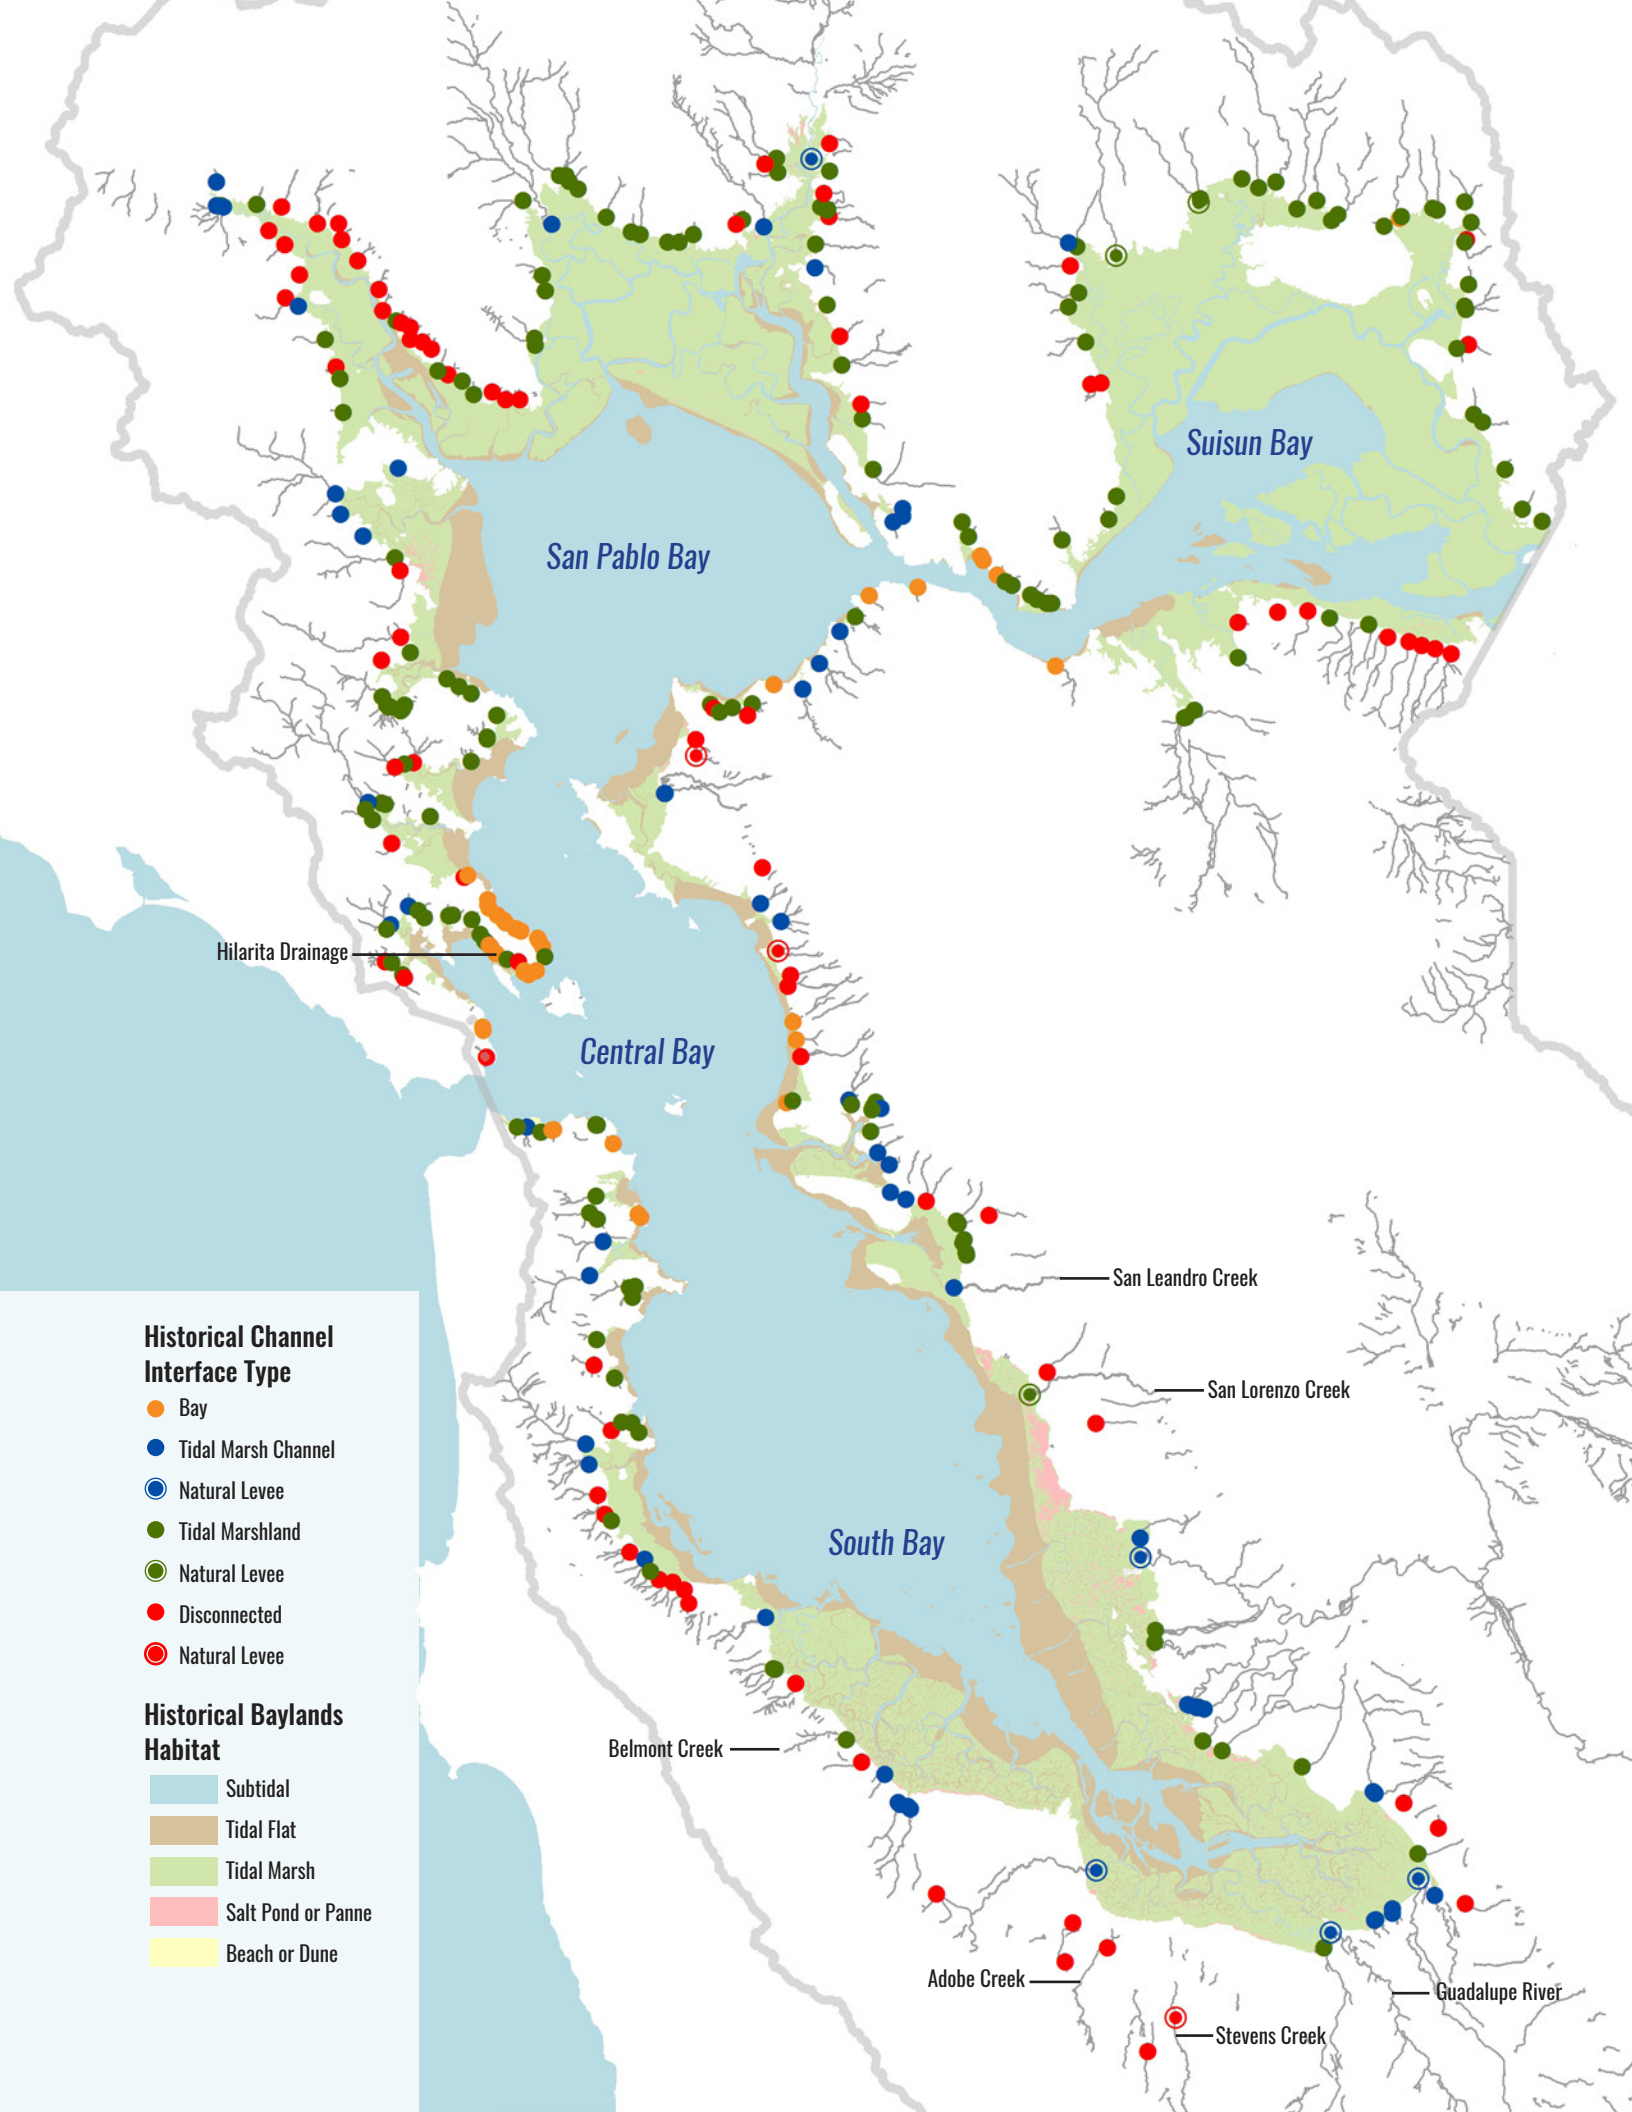 Suisun Bay
San Pablo Bay
Hilarita Drainage
Central Bay
San Leandro Creek
San Lorenzo Creek
South Bay
Belmont Creek
Adobe Creek
Guadalupe River
Stevens Creek
Historical Channel
Interface Type
Bay
Tidal Marsh Channel
Natural Levee
Tidal Marshland
Natural Levee
Disconnected
Natural Levee
Historical Baylands
Habitat
Subtidal
Tidal Flat
Tidal Marsh
Salt Pond or Panne
Beach or Dune